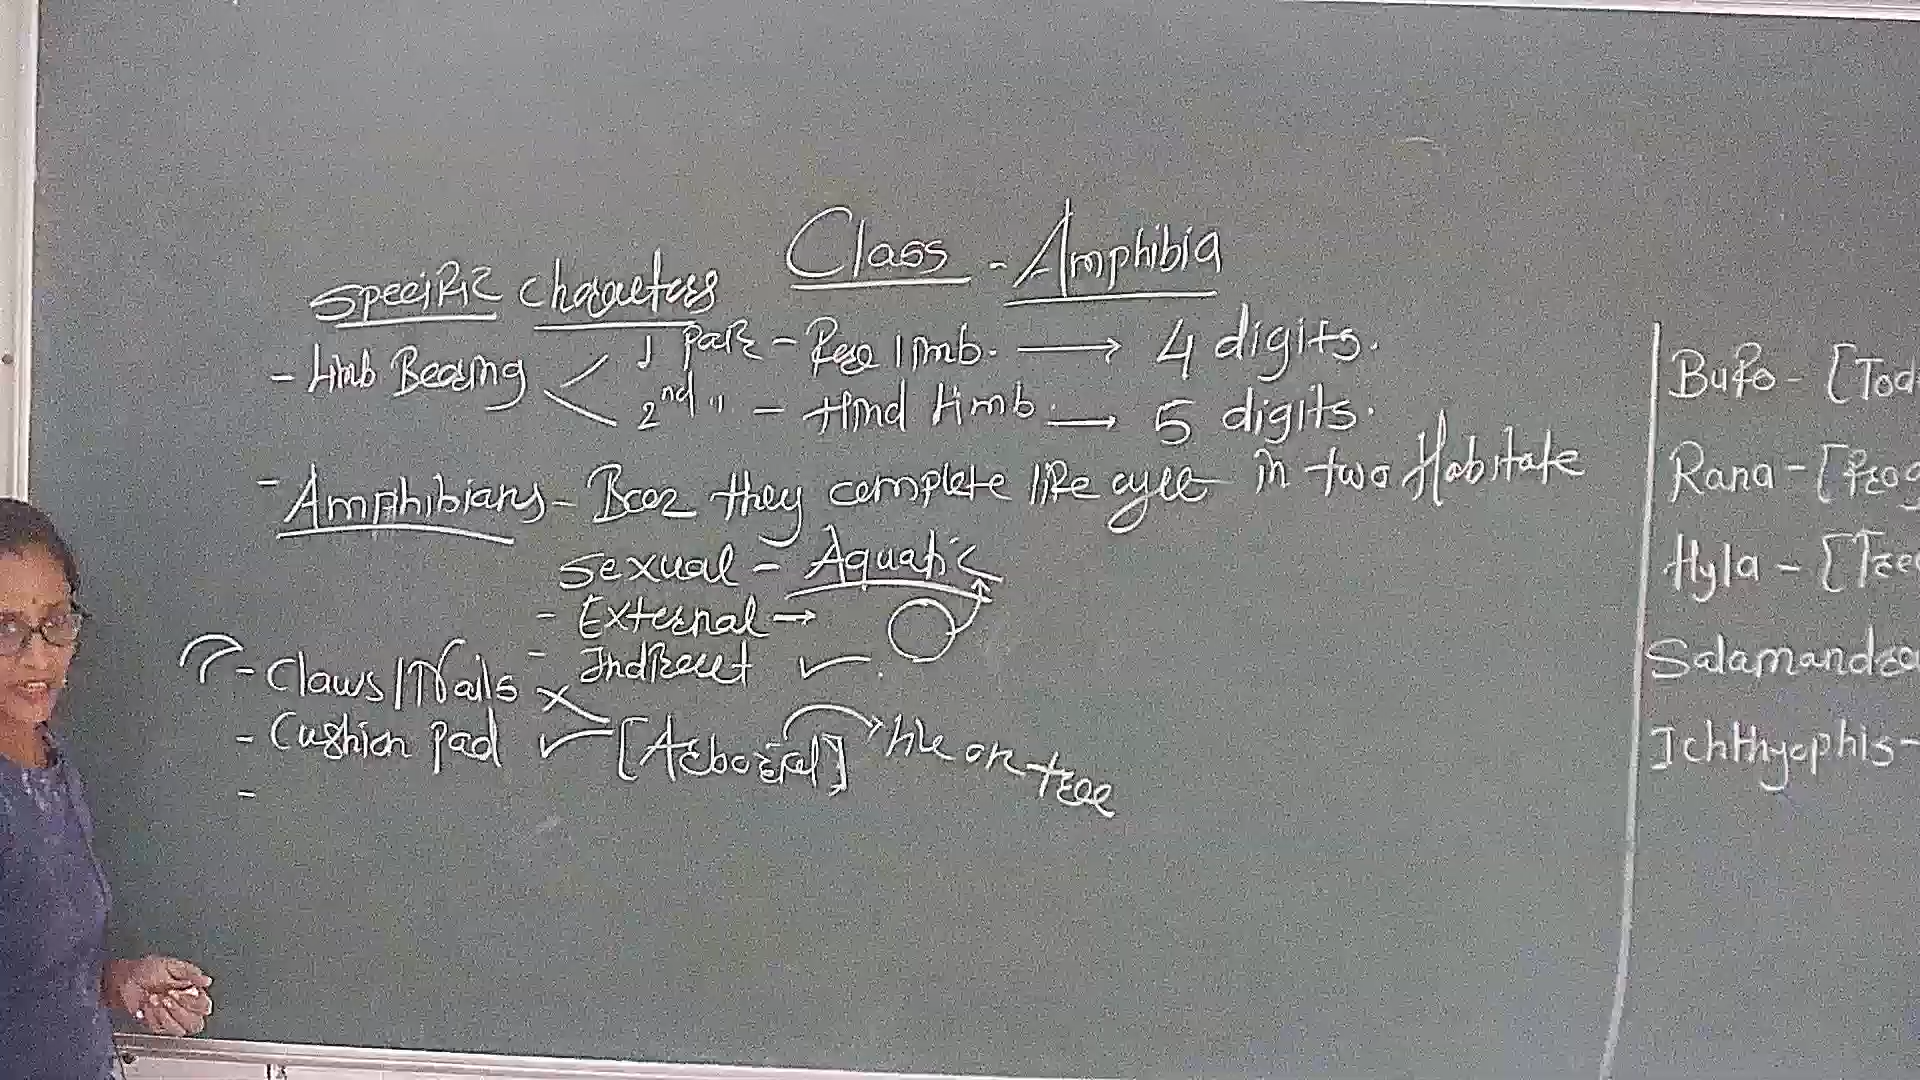 Class - Amphibia
Specific characters
- Limb Bearing
1 pair - Fore limb. → 4 digits.
2nd " - Hind limb. → 5 digits.
- Amphibians - Bcoz they complete life cycle in two Habitate
Sexual - Aquatic
- External →
- Indirect ✓
- Claws/Nails ×
- Cushion pad ✓ [Arboreal] → live on tree
-
Bufo - [Tod
Rana - [Frog
Hyla - [Tree
Salamander
Ichthyophis -